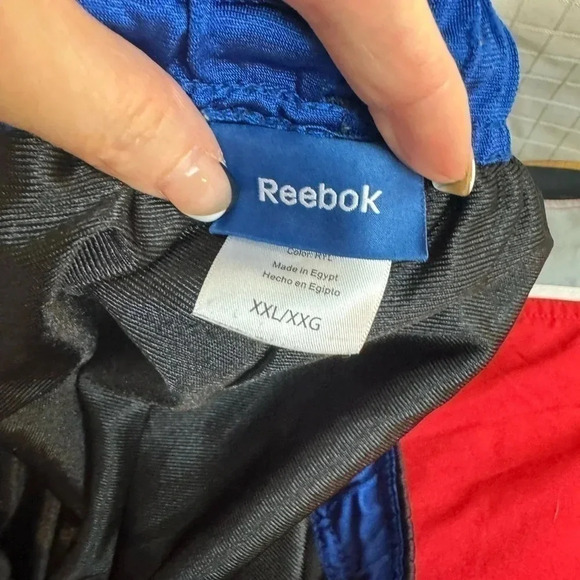 Reebok
Color: RYL
Made in Egypt
Hecho en Egipto
XXL/XXG